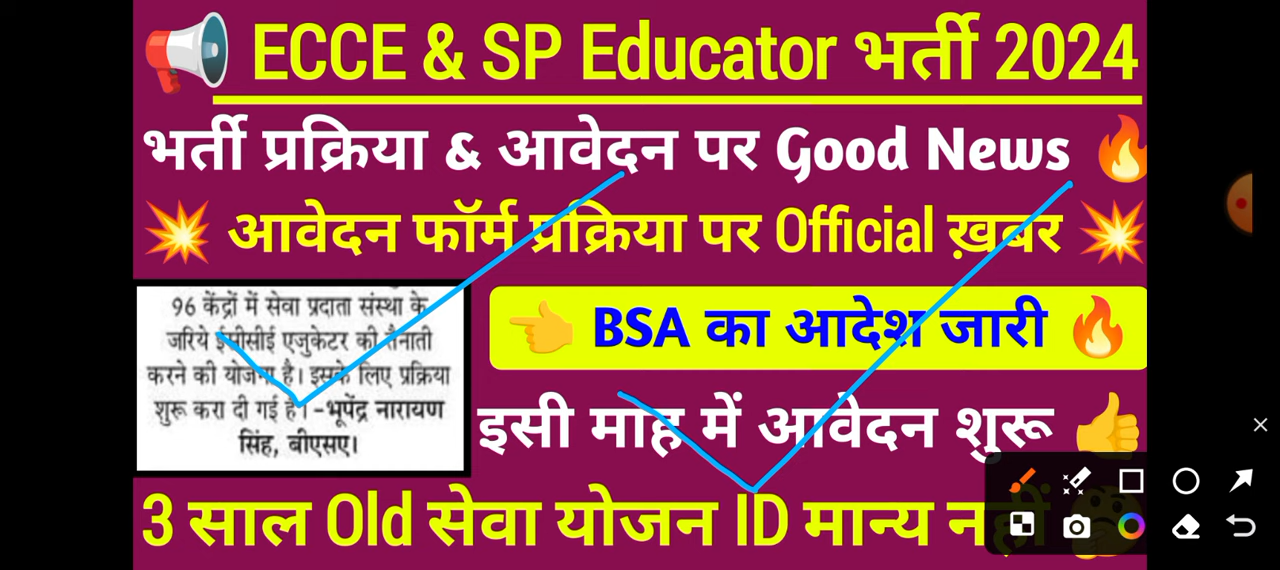 ECCE & SP Educator भर्ती 2024
भर्ती प्रक्रिया & आवेदन पर Good News
आवेदन फॉर्म प्रक्रिया पर Official ख़बर
96 केंद्रों में सेवा प्रदाता संस्था के
जरिये ईसीसीई एजुकेटर की तैनाती
करने की योजना है। इसके लिए प्रक्रिया
शुरू करा दी गई है। -भूपेंद्र नारायण
सिंह, बीएसए।
BSA का आदेश जारी
इसी माह में आवेदन शुरू
3 साल Old सेवा योजन ID मान्य नहीं